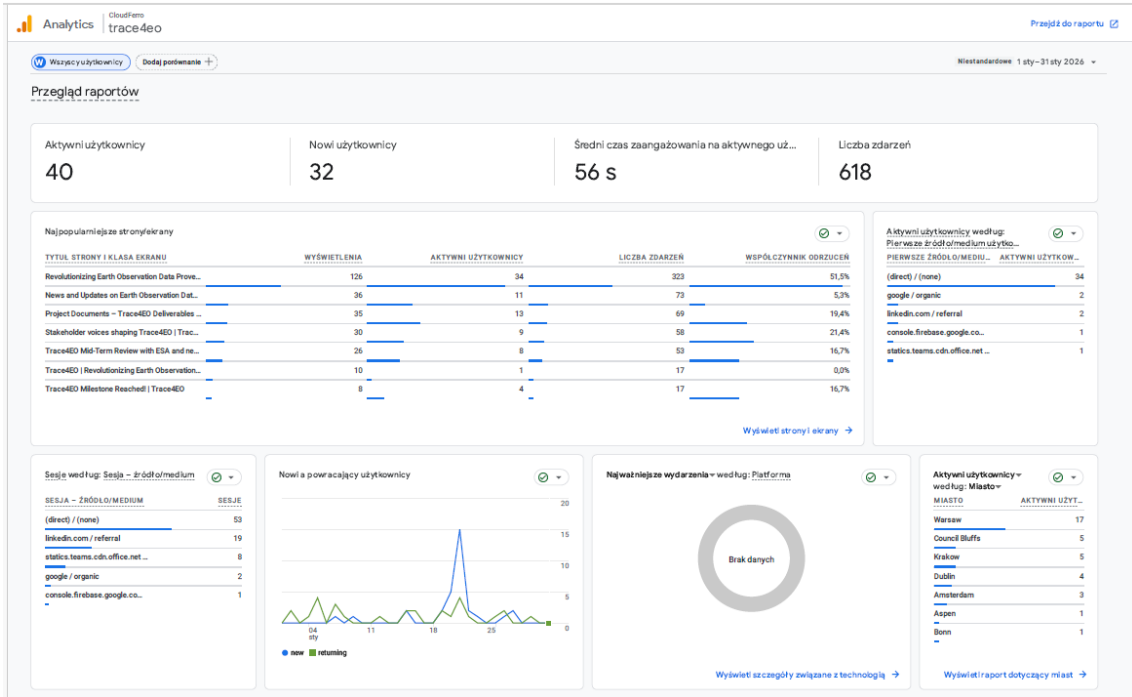 Analytics
CloudFerro
trace4eo
Przejdź do raportu
W Wszyscy użytkownicy
Dodaj porównanie +
Niestandardowe 1 sty–31 sty 2026
Przegląd raportów
Aktywni użytkownicy
40
Nowi użytkownicy
32
Średni czas zaangażowania na aktywnego uż...
56 s
Liczba zdarzeń
618
Najpopularniejsze strony/ekrany
TYTUŁ STRONY I KLASA EKRANU WYŚWIETLENIA AKTYWNI UŻYTKOWNICY LICZBA ZDARZEŃ WSPÓŁCZYNNIK ODRZUCEŃ
Revolutionizing Earth Observation Data Prove... 126 34 323 51,5%
News and Updates on Earth Observation Dat... 36 11 73 5,3%
Project Documents – Trace4EO Deliverables ... 35 13 69 19,4%
Stakeholder voices shaping Trace4EO | Trac... 30 9 58 21,4%
Trace4EO Mid-Term Review with ESA and ne... 26 8 53 16,7%
Trace4EO | Revolutionizing Earth Observation... 10 1 17 0,0%
Trace4EO Milestone Reached! | Trace4EO 8 4 17 16,7%
Wyświetl strony i ekrany
Aktywni użytkownicy według:
Pierwsze źródło/medium użytko...
PIERWSZE ŹRÓDŁO/MEDIU... AKTYWNI UŻYTKOW...
(direct) / (none) 34
google / organic 2
linkedin.com / referral 2
console.firebase.google.co... 1
statics.teams.cdn.office.net ... 1
Sesje według: Sesja – źródło/medium
SESJA – ŹRÓDŁO/MEDIUM SESJE
(direct) / (none) 53
linkedin.com / referral 19
statics.teams.cdn.office.net ... 8
google / organic 2
console.firebase.google.co... 1
Nowi a powracający użytkownicy
20
15
10
5
0
04 11 18 25
sty
new returning
Najważniejsze wydarzenia według: Platforma
Brak danych
Wyświetl szczegóły związane z technologią
Aktywni użytkownicy
według: Miasto
MIASTO AKTYWNI UŻYT...
Warsaw 17
Council Bluffs 5
Krakow 5
Dublin 4
Amsterdam 3
Aspen 1
Bonn 1
Wyświetl raport dotyczący miast